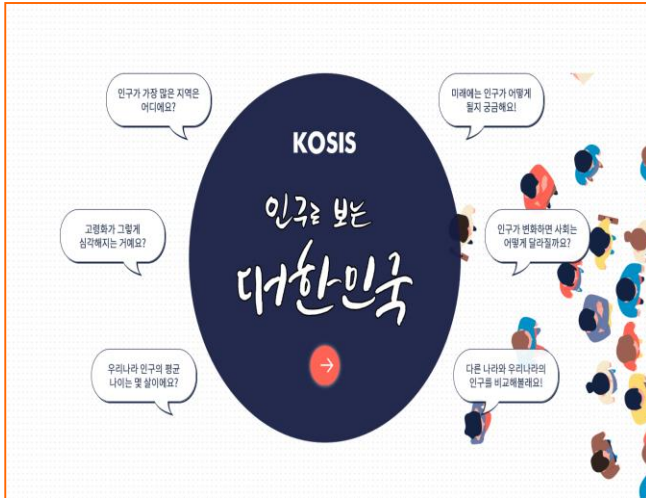 인구가 가장 많은 지역은
어디에요?
미래에는 인구가 어떻게
될지 궁금해요!
KOSIS
인구로 보는
대한민국
고령화가 그렇게
심각해지는 거예요?
인구가 변화하면 사회는
어떻게 달라질까요?
우리나라 인구의 평균
나이는 몇 살이에요?
다른 나라와 우리나라의
인구를 비교해볼래요!